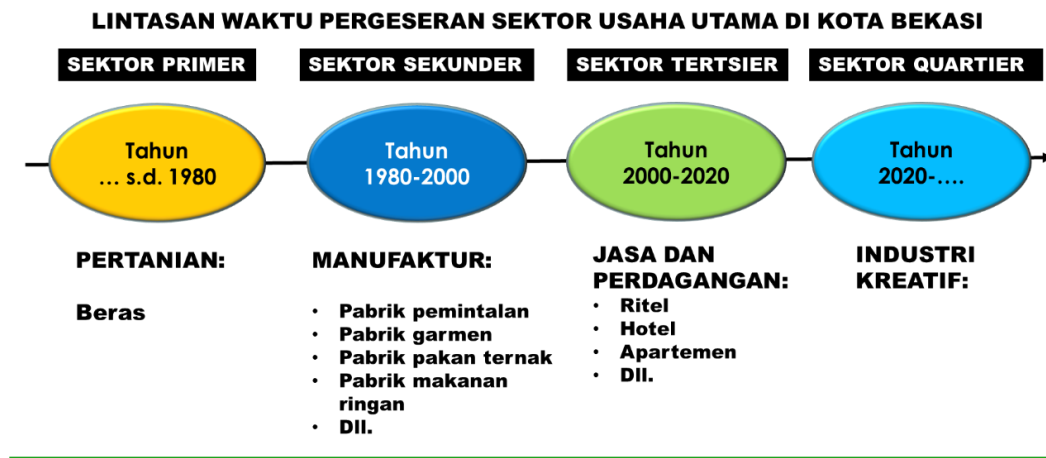 LINTASAN WAKTU PERGESERAN SEKTOR USAHA UTAMA DI KOTA BEKASI
SEKTOR PRIMER
Tahun
... s.d. 1980
PERTANIAN:
Beras
SEKTOR SEKUNDER
Tahun
1980-2000
MANUFAKTUR:
• Pabrik pemintalan
• Pabrik garmen
• Pabrik pakan ternak
• Pabrik makanan
ringan
• Dll.
SEKTOR TERTSIER
Tahun
2000-2020
JASA DAN
PERDAGANGAN:
• Ritel
• Hotel
• Apartemen
• Dll.
SEKTOR QUARTIER
Tahun
2020-....
INDUSTRI
KREATIF: